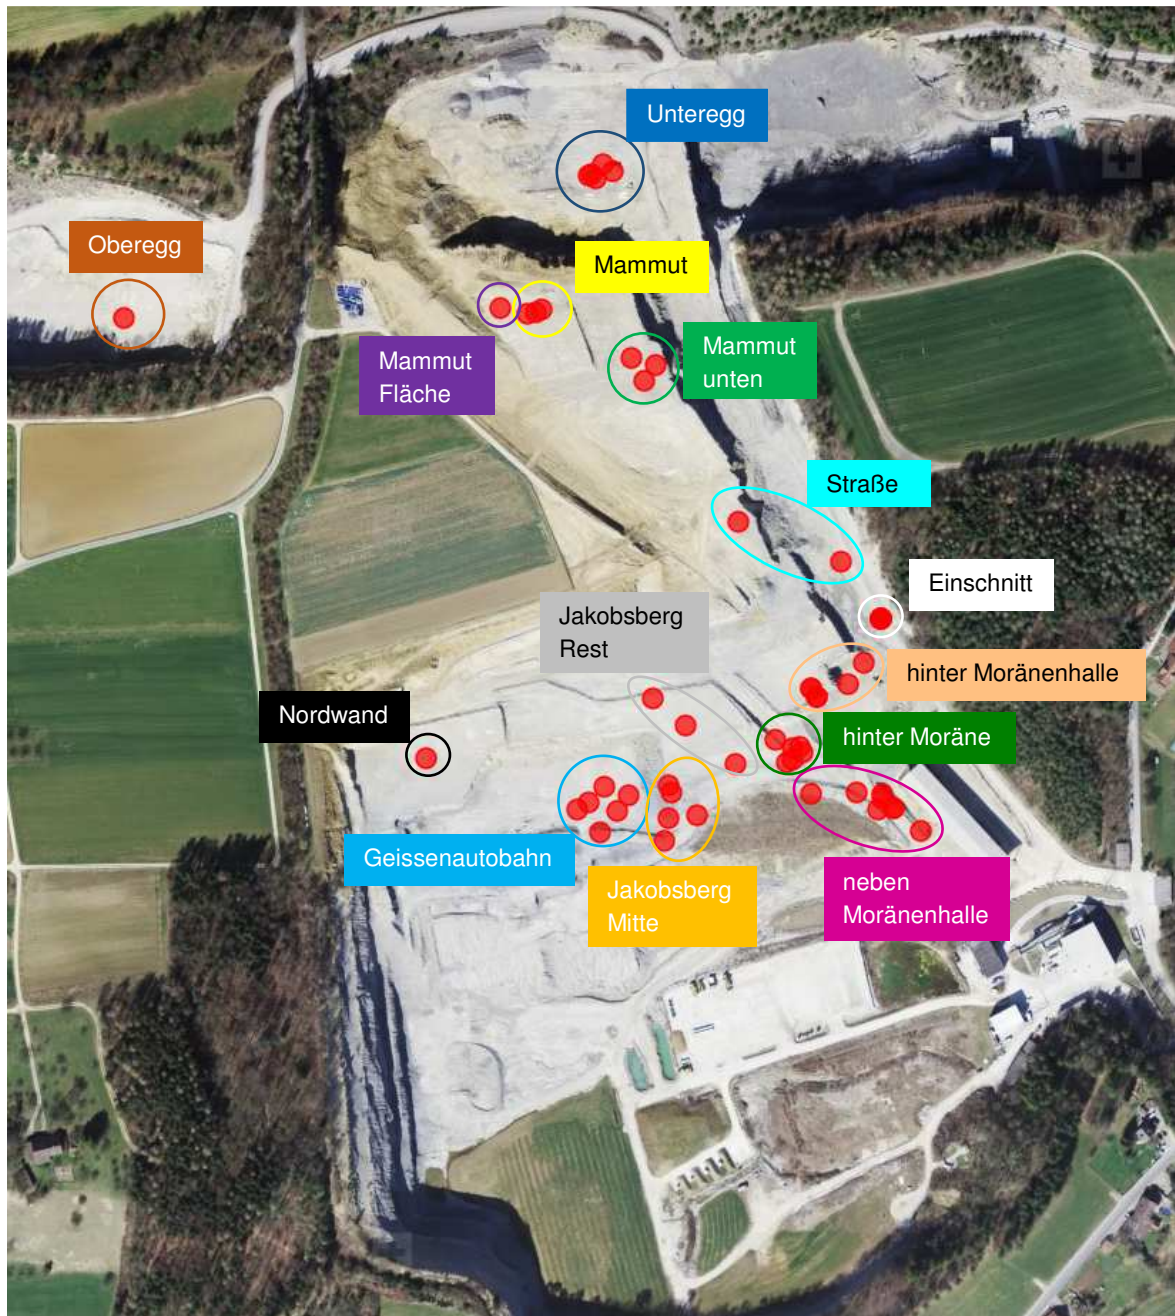 Unteregg
Oberegg
Mammut
Mammut
Fläche
Mammut
unten
Straße
Einschnitt
Jakobsberg
Rest
hinter Moränenhalle
Nordwand
hinter Moräne
Geissenautobahn
Jakobsberg
Mitte
neben
Moränenhalle